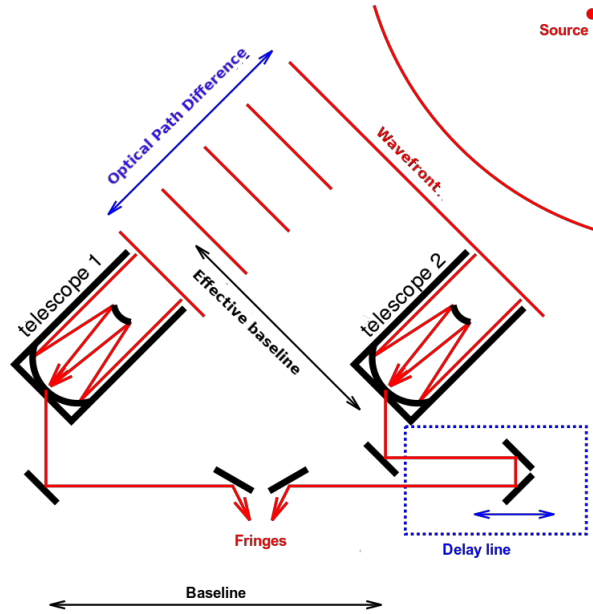 Source
Optical Path Difference
Wavefront
telescope 1
Effective baseline
telescope 2
Fringes
Delay line
Baseline